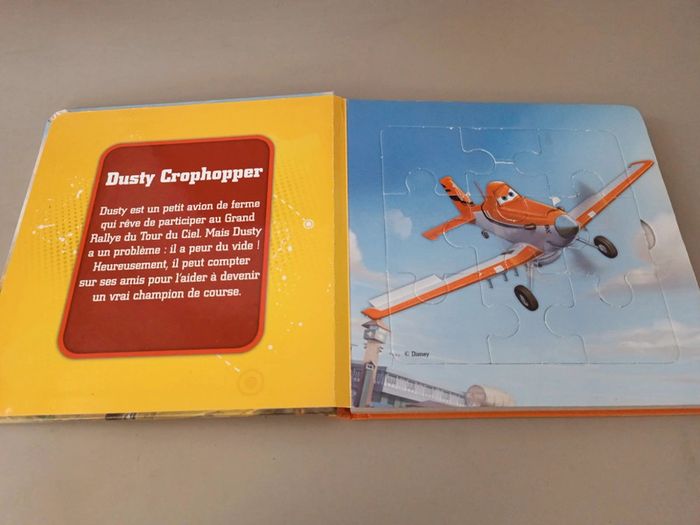 Dusty Crophopper
Dusty est un petit avion de ferme
qui rêve de participer au Grand
Rallye du Tour du Ciel. Mais Dusty
a un problème : il a peur du vide !
Heureusement, il peut compter
sur ses amis pour l'aider à devenir
un vrai champion de course.
© Disney